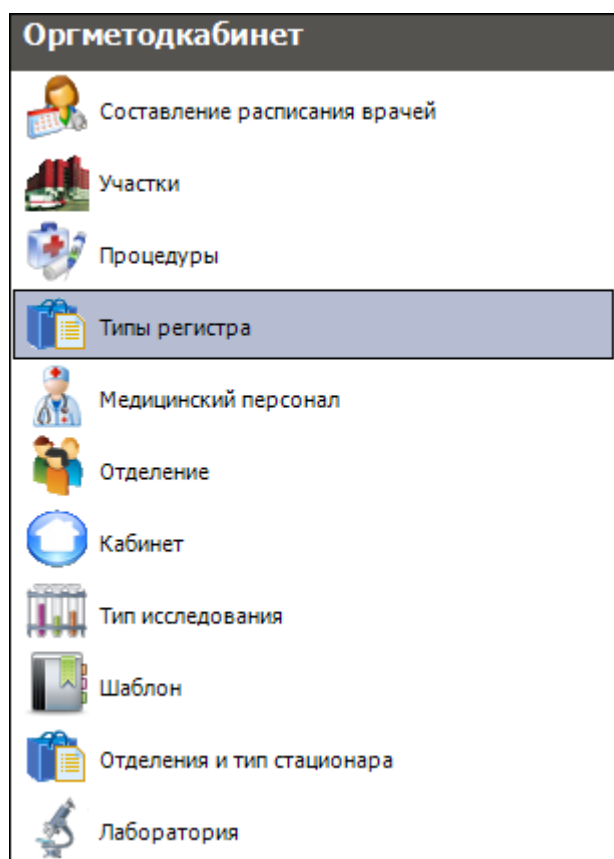 Оргметодкабинет
Составление расписания врачей
Участки
Процедуры
Типы регистра
Медицинский персонал
Отделение
Кабинет
Тип исследования
Шаблон
Отделения и тип стационара
Лаборатория